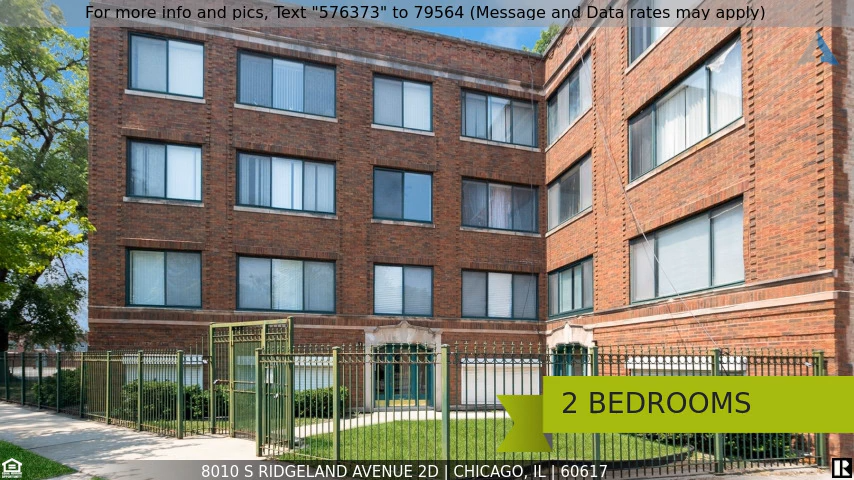 For more info and pics, Text "576373" to 79564 (Message and Data rates may apply)
2 BEDROOMS
8010 S RIDGELAND AVENUE 2D | CHICAGO, IL | 60617